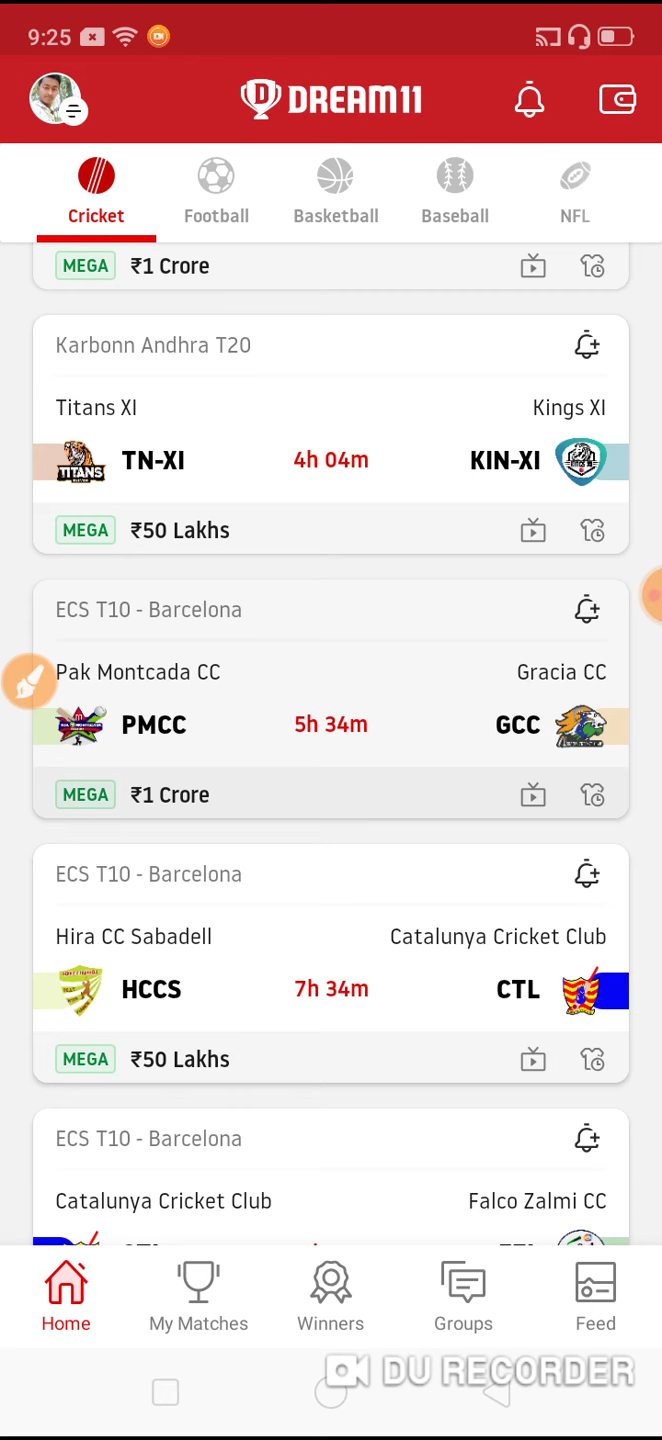 9:25
DREAM11
Cricket Football Basketball Baseball NFL
MEGA ₹1 Crore
Karbonn Andhra T20
Titans XI Kings XI
TITANS TN-XI 4h 04m KIN-XI
MEGA ₹50 Lakhs
ECS T10 - Barcelona
Pak Montcada CC Gracia CC
PMCC 5h 34m GCC
MEGA ₹1 Crore
ECS T10 - Barcelona
Hira CC Sabadell Catalunya Cricket Club
HCCS 7h 34m CTL
MEGA ₹50 Lakhs
ECS T10 - Barcelona
Catalunya Cricket Club Falco Zalmi CC
Home My Matches Winners Groups Feed
DU RECORDER